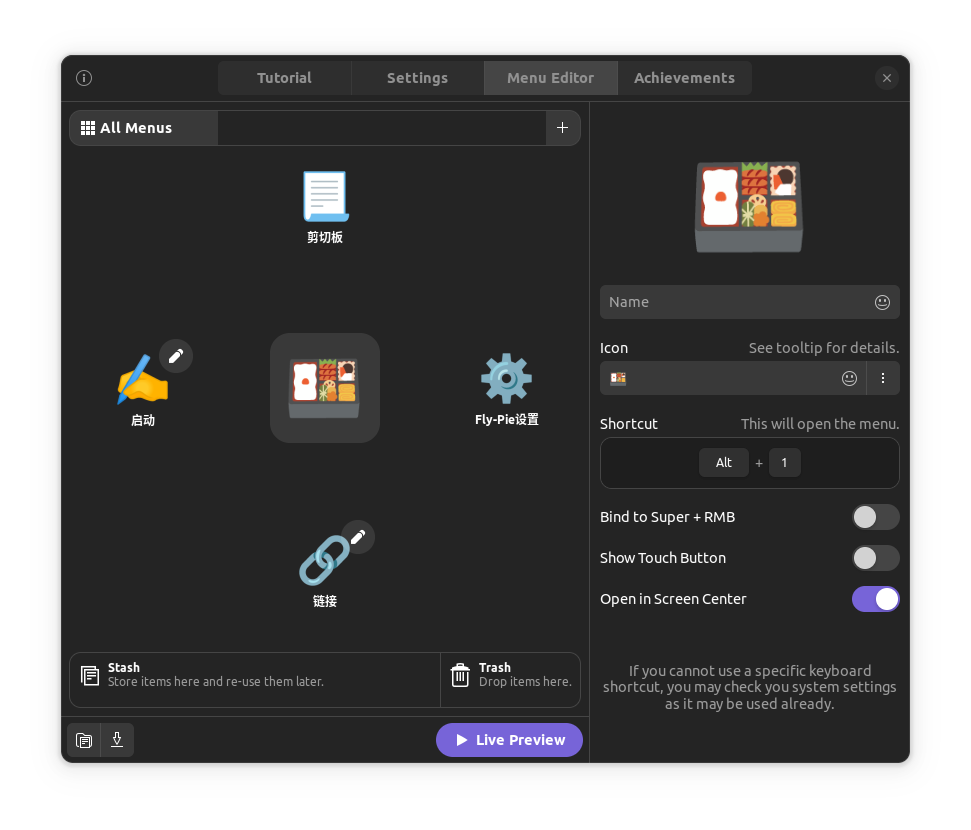 Tutorial
Settings
Menu Editor
Achievements
All Menus
剪切板
启动
Fly-Pie设置
链接
Stash
Store items here and re-use them later.
Trash
Drop items here.
Live Preview
Name
Icon
See tooltip for details.
Shortcut
This will open the menu.
Alt + 1
Bind to Super + RMB
Show Touch Button
Open in Screen Center
If you cannot use a specific keyboard
shortcut, you may check you system settings
as it may be used already.